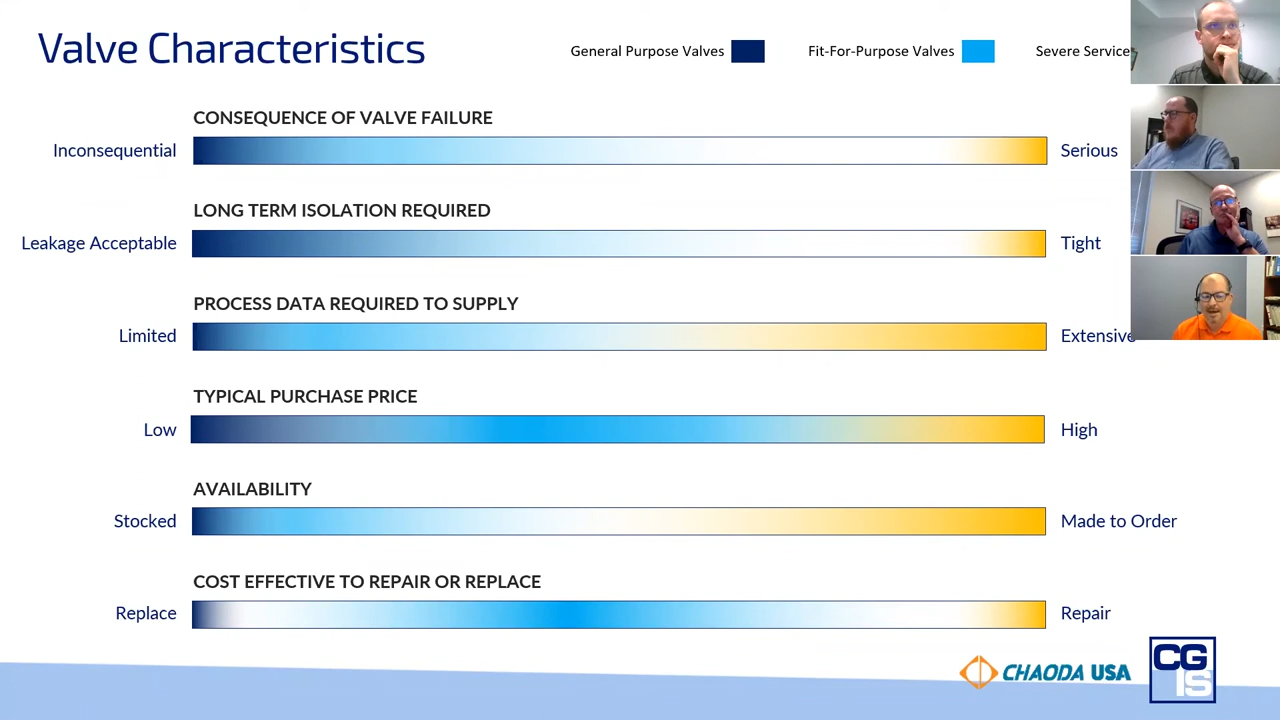 Valve Characteristics
General Purpose Valves
Fit-For-Purpose Valves
Severe Service
CONSEQUENCE OF VALVE FAILURE
Inconsequential
Serious
LONG TERM ISOLATION REQUIRED
Leakage Acceptable
Tight
PROCESS DATA REQUIRED TO SUPPLY
Limited
Extensive
TYPICAL PURCHASE PRICE
Low
High
AVAILABILITY
Stocked
Made to Order
COST EFFECTIVE TO REPAIR OR REPLACE
Replace
Repair
CHAODA USA
CG
IS